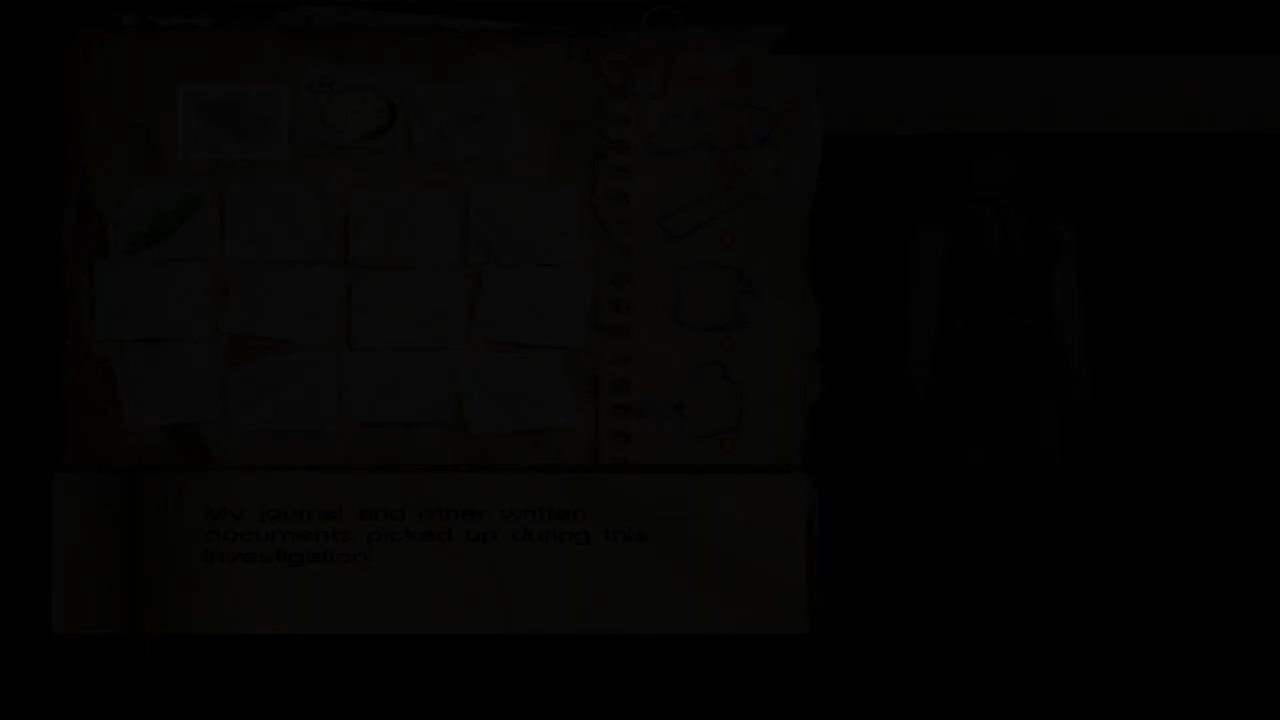 My journal and other written
documents picked up during this
investigation.